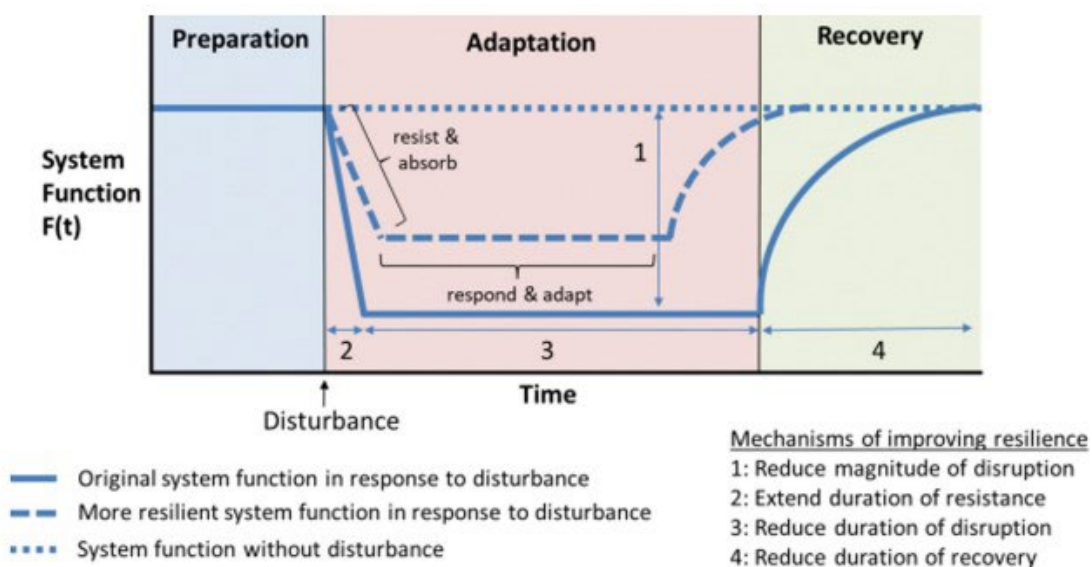 Preparation
Adaptation
Recovery
resist &
absorb
1
System
Function
F(t)
respond & adapt
2
3
4
Time
Disturbance
Original system function in response to disturbance
More resilient system function in response to disturbance
System function without disturbance
Mechanisms of improving resilience
1: Reduce magnitude of disruption
2: Extend duration of resistance
3: Reduce duration of disruption
4: Reduce duration of recovery